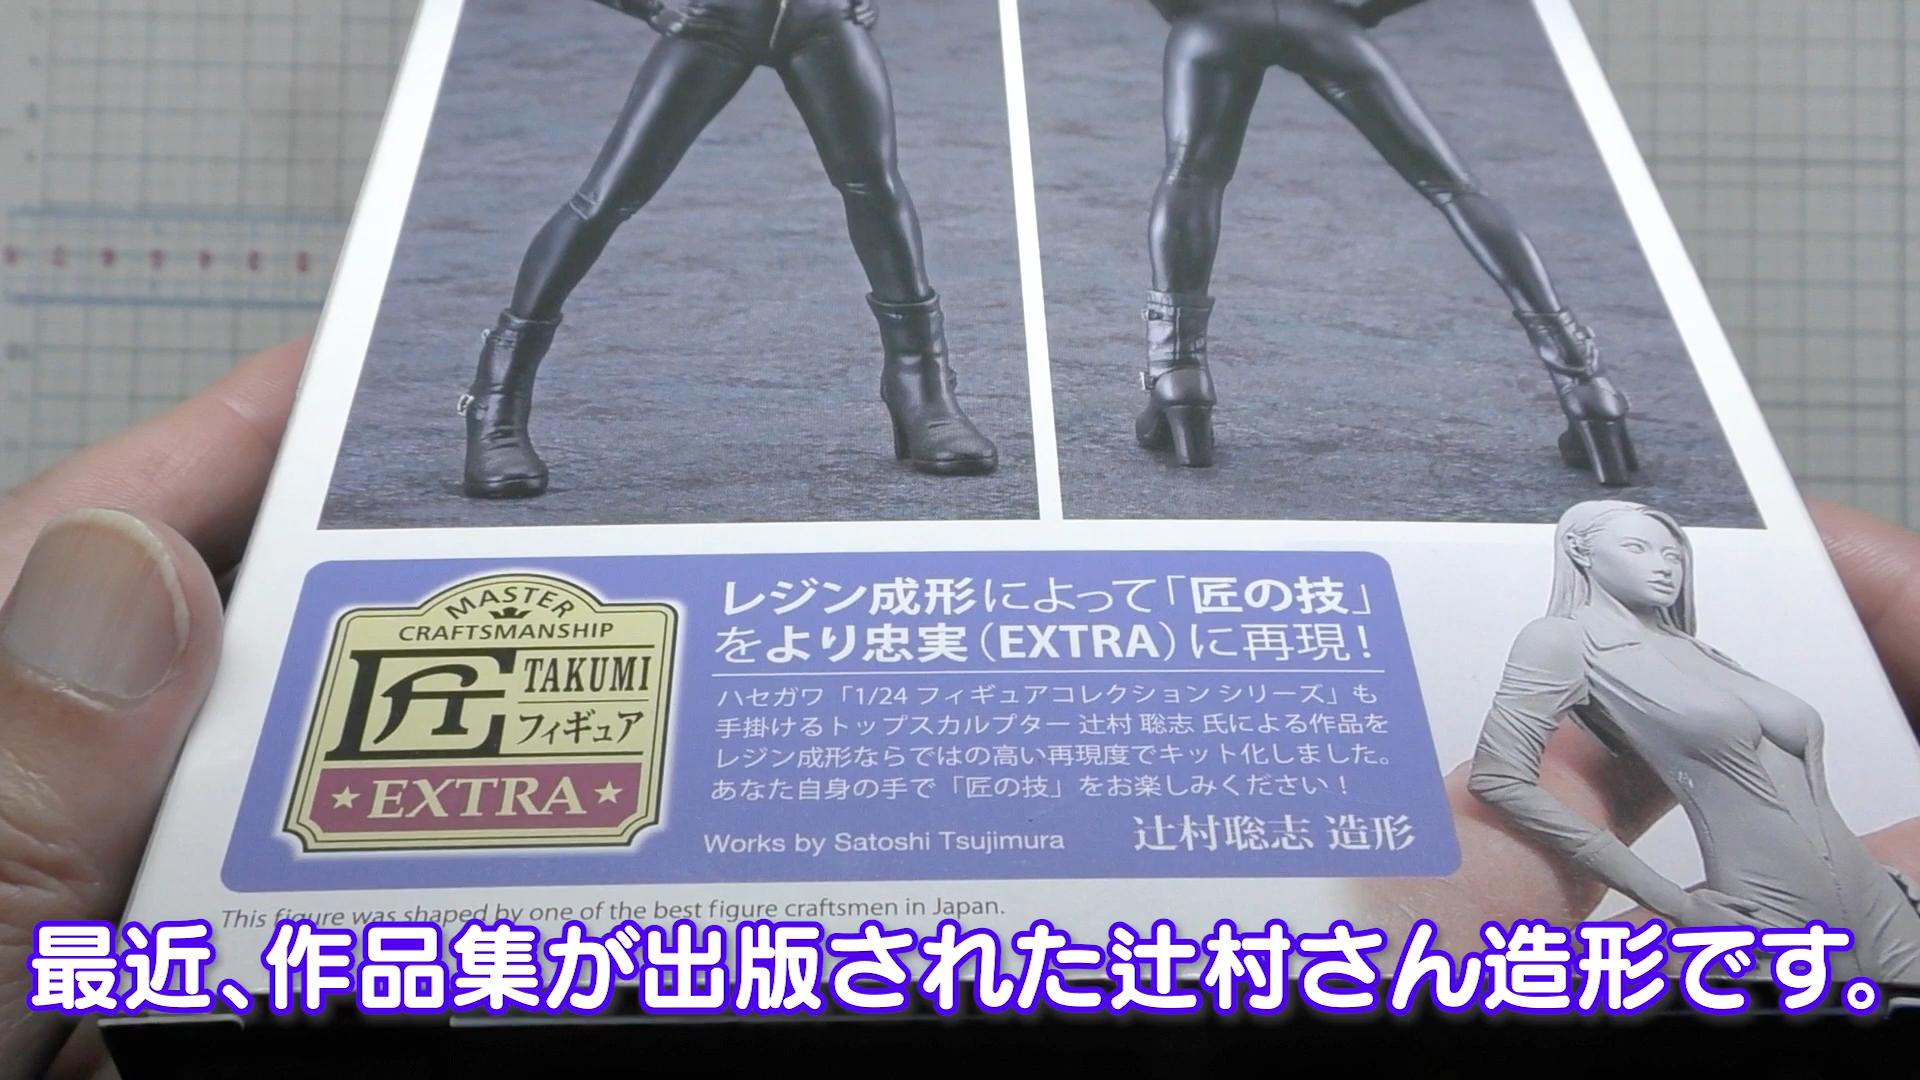 MASTER
CRAFTSMANSHIP
匠
TAKUMI
フィギュア
★EXTRA★
レジン成形によって「匠の技」
をより忠実(EXTRA)に再現!
ハセガワ「1/24 フィギュアコレクション シリーズ」も
手掛けるトップスカルプター 辻村 聡志 氏による作品を
レジン成形ならではの高い再現度でキット化しました。
あなた自身の手で「匠の技」をお楽しみください!
Works by Satoshi Tsujimura 辻村聡志 造形
This figure was shaped by one of the best figure craftsmen in Japan.
最近、作品集が出版された辻村さん造形です。